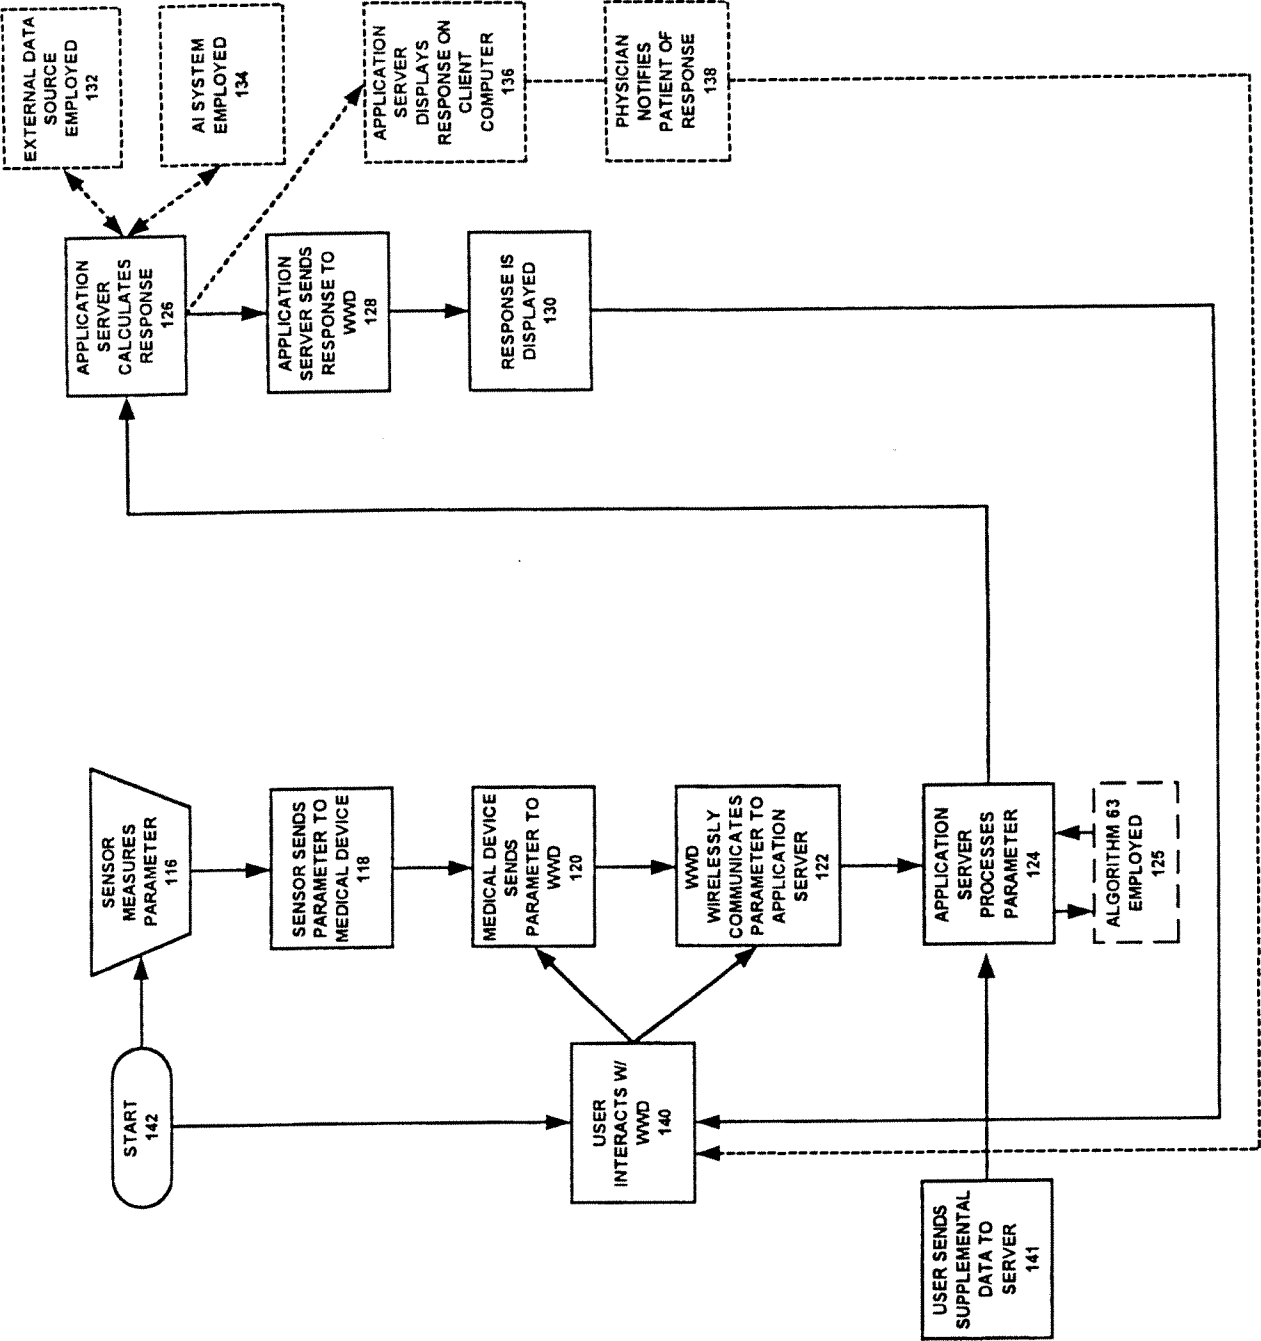 START
142
SENSOR
MEASURES
PARAMETER
116
SENSOR SENDS
PARAMETER TO
MEDICAL DEVICE
118
MEDICAL DEVICE
SENDS
PARAMETER TO
WWD
120
WWD
WIRELESSLY
COMMUNICATES
PARAMETER TO
APPLICATION
SERVER
122
USER
INTERACTS W/
WWD
140
USER SENDS
SUPPLEMENTAL
DATA TO
SERVER
141
APPLICATION
SERVER
PROCESSES
PARAMETER
124
ALGORITHM 63
EMPLOYED
125
APPLICATION
SERVER
CALCULATES
RESPONSE
126
APPLICATION
SERVER SENDS
RESPONSE TO
WWD
128
RESPONSE IS
DISPLAYED
130
EXTERNAL DATA
SOURCE
EMPLOYED
132
AI SYSTEM
EMPLOYED
134
APPLICATION
SERVER
DISPLAYS
RESPONSE ON
CLIENT
COMPUTER
136
PHYSICIAN
NOTIFIES
PATIENT OF
RESPONSE
138